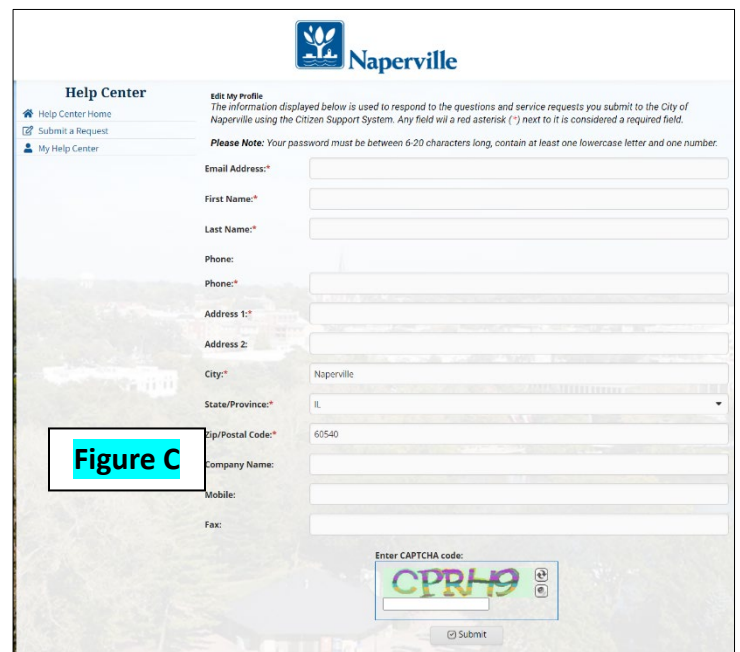 Naperville
Help Center
Help Center Home
Submit a Request
My Help Center
Edit My Profile
The information displayed below is used to respond to the questions and service requests you submit to the City of
Naperville using the Citizen Support System. Any field wil a red asterisk (*) next to it is considered a required field.
Please Note: Your password must be between 6-20 characters long, contain at least one lowercase letter and one number.
Email Address:*
First Name:*
Last Name:*
Phone:
Phone:*
Address 1:*
Address 2:
City:* Naperville
State/Province:* IL
Zip/Postal Code:* 60540
Figure C
Company Name:
Mobile:
Fax:
Enter CAPTCHA code:
CPRH9
Submit